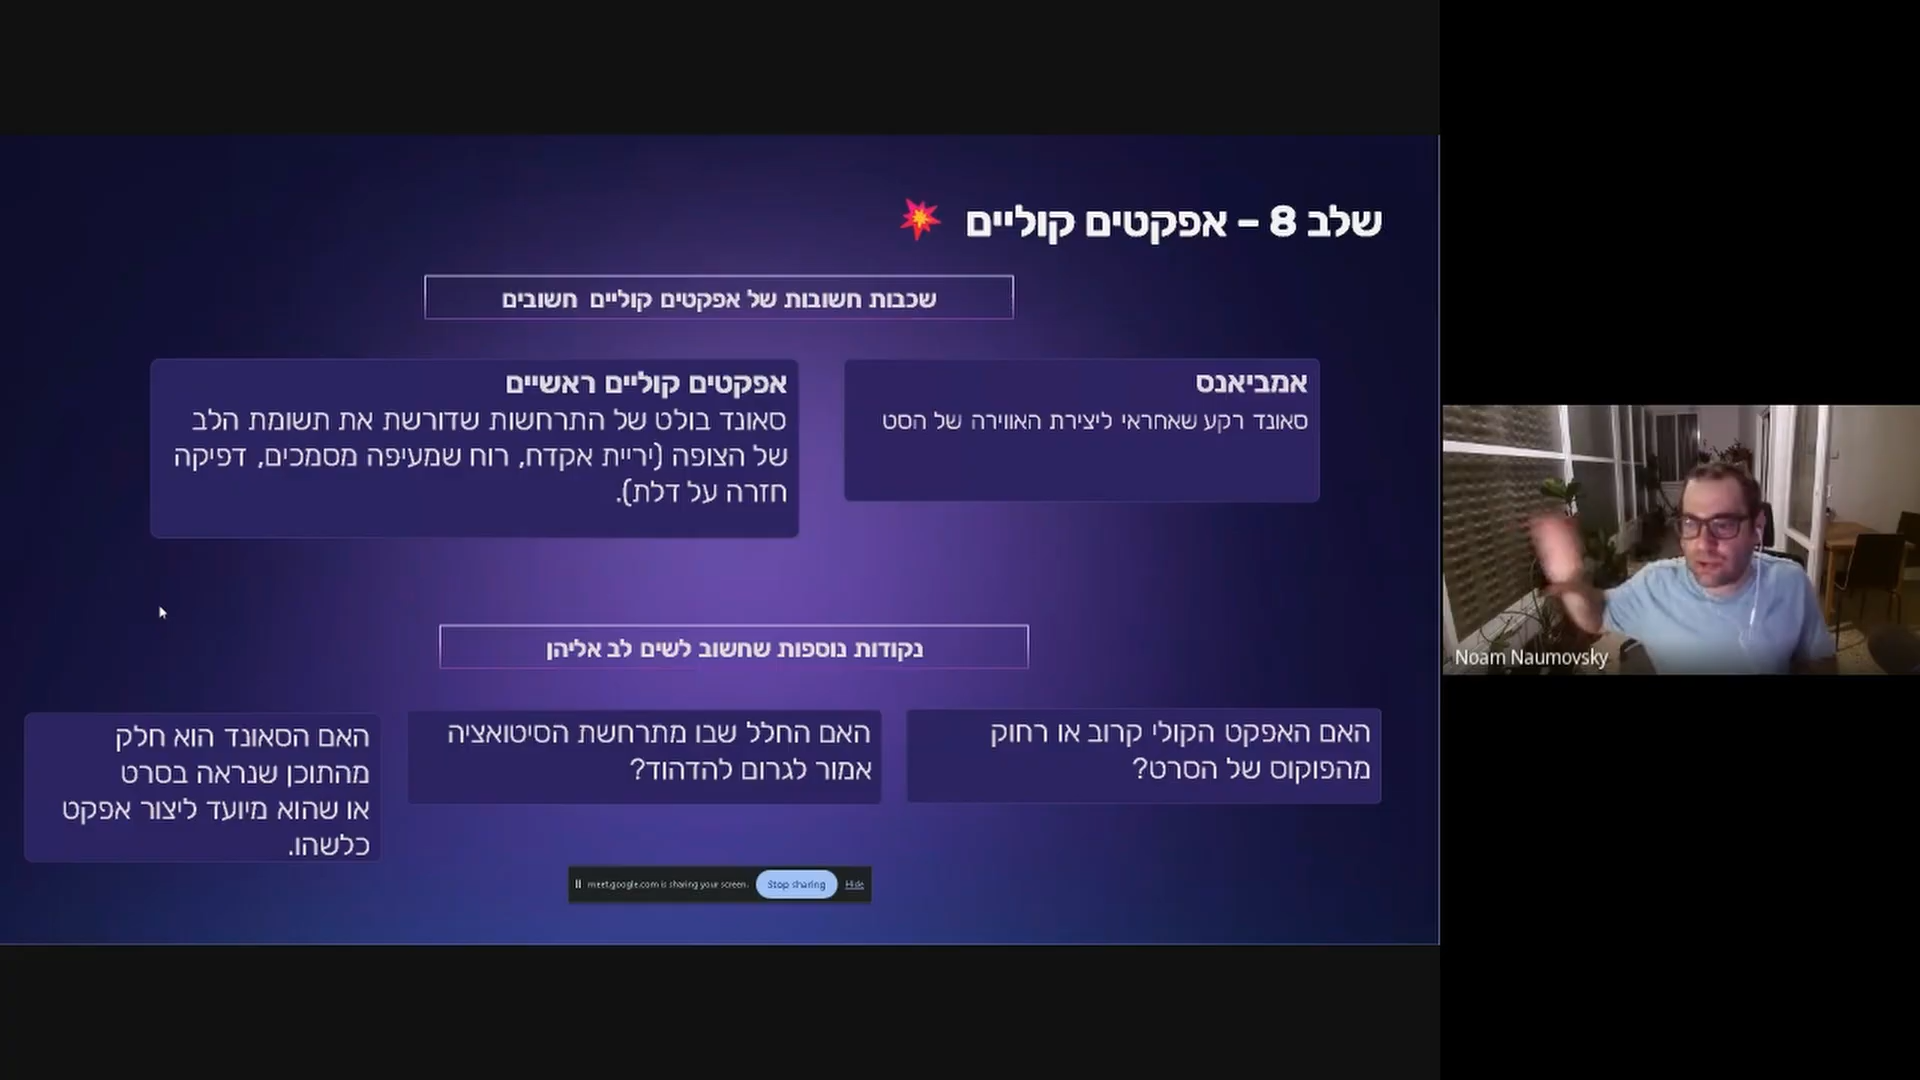 שלב 8 – אפקטים קוליים
שכבות חשובות של אפקטים קוליים חשובים
אמביאנס
סאונד רקע שאחראי ליצירת האווירה של הסט
אפקטים קוליים ראשיים
סאונד בולט של התרחשות שדורשת את תשומת הלב
של הצופה (יריית אקדח, רוח שמעיפה מסמכים, דפיקה
חזרה על דלת).
נקודות נוספות שחשוב לשים לב אליהן
האם האפקט הקולי קרוב או רחוק
מהפוקוס של הסרט?
האם החלל שבו מתרחשת הסיטואציה
אמור לגרום להדהוד?
האם הסאונד הוא חלק
מהתוכן שנראה בסרט
או שהוא מיועד ליצור אפקט
כלשהו.
meet.google.com is sharing your screen. Stop sharing Hide
Noam Naumovsky